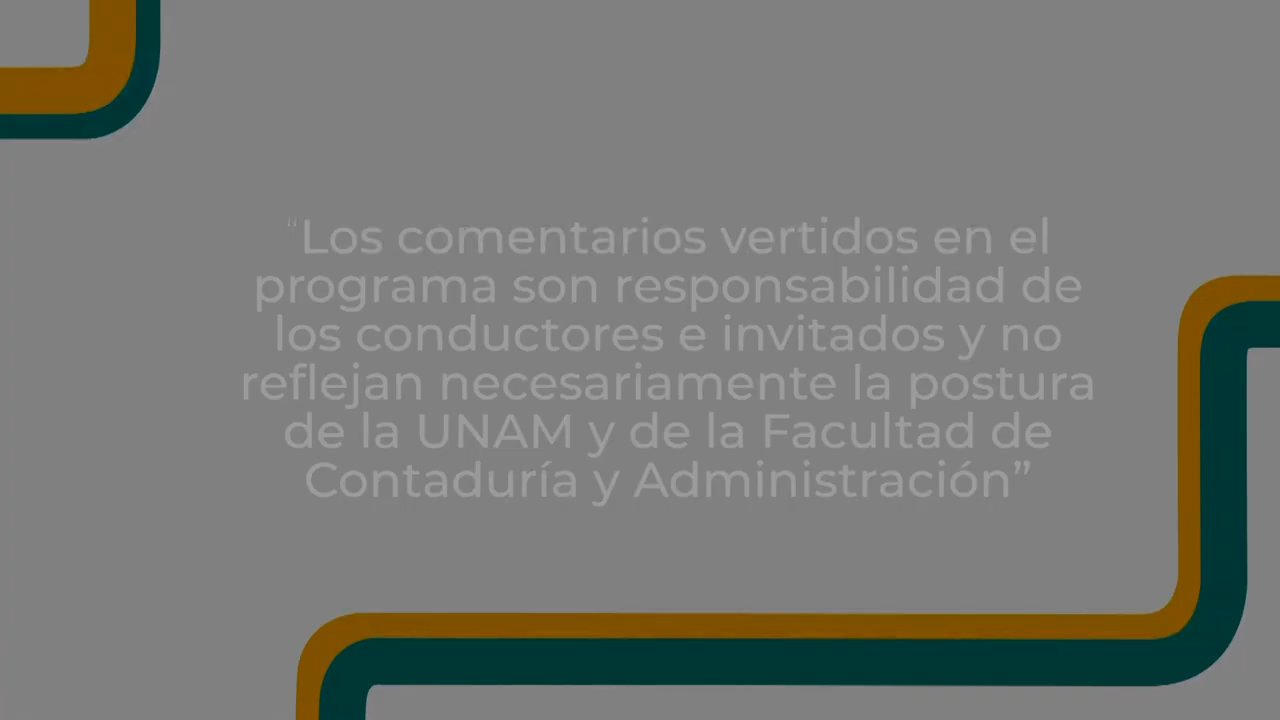 “Los comentarios vertidos en el
programa son responsabilidad de
los conductores e invitados y no
reflejan necesariamente la postura
de la UNAM y de la Facultad de
Contaduría y Administración”